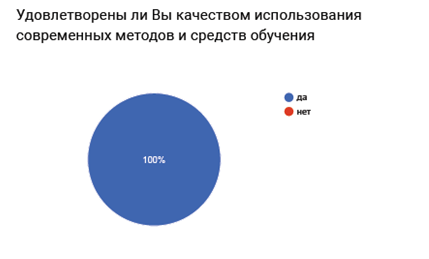 Удовлетворены ли Вы качеством использования
современных методов и средств обучения
да
нет
100%